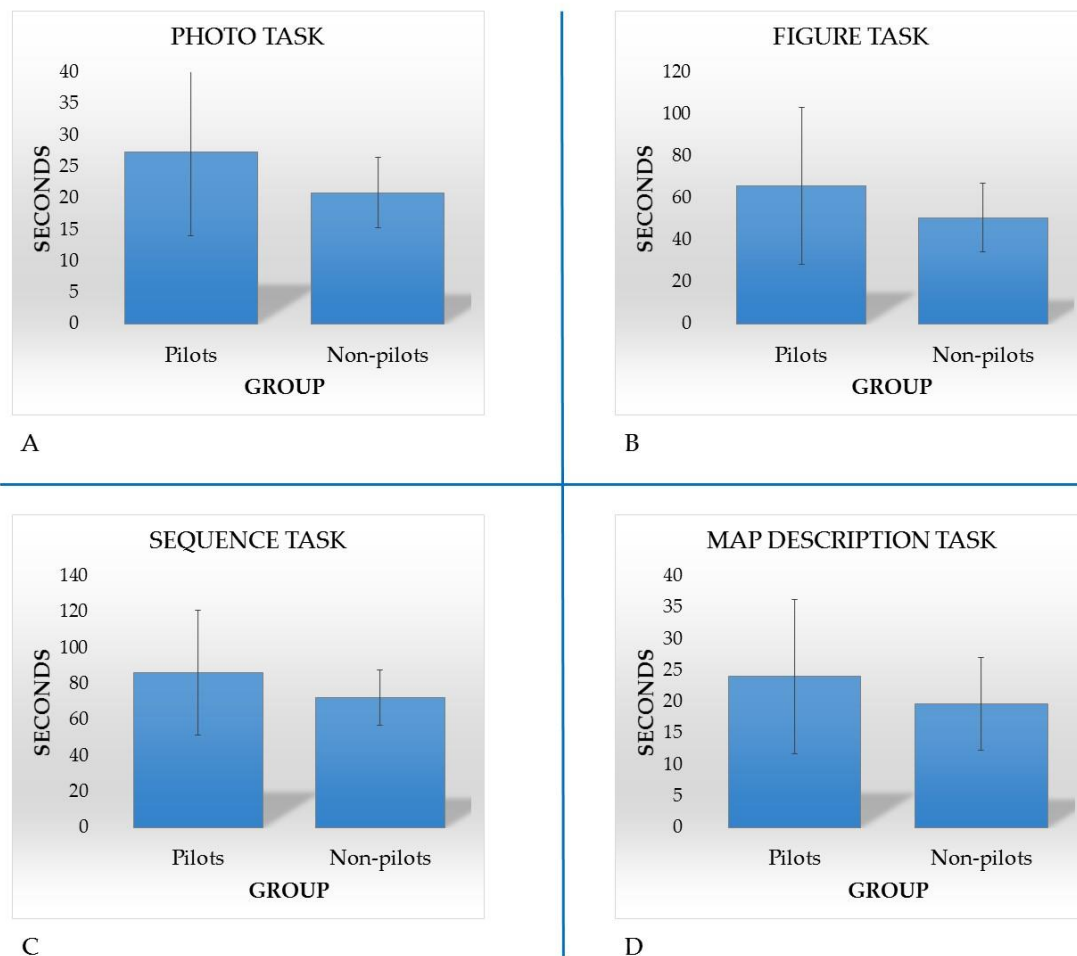 PHOTO TASK
40
35
30
25
20
15
10
5
0
SECONDS
Pilots Non-pilots
GROUP
A
FIGURE TASK
120
100
80
60
40
20
0
SECONDS
Pilots Non-pilots
GROUP
B
SEQUENCE TASK
140
120
100
80
60
40
20
0
SECONDS
Pilots Non-pilots
GROUP
C
MAP DESCRIPTION TASK
40
35
30
25
20
15
10
5
0
SECONDS
Pilots Non-pilots
GROUP
D